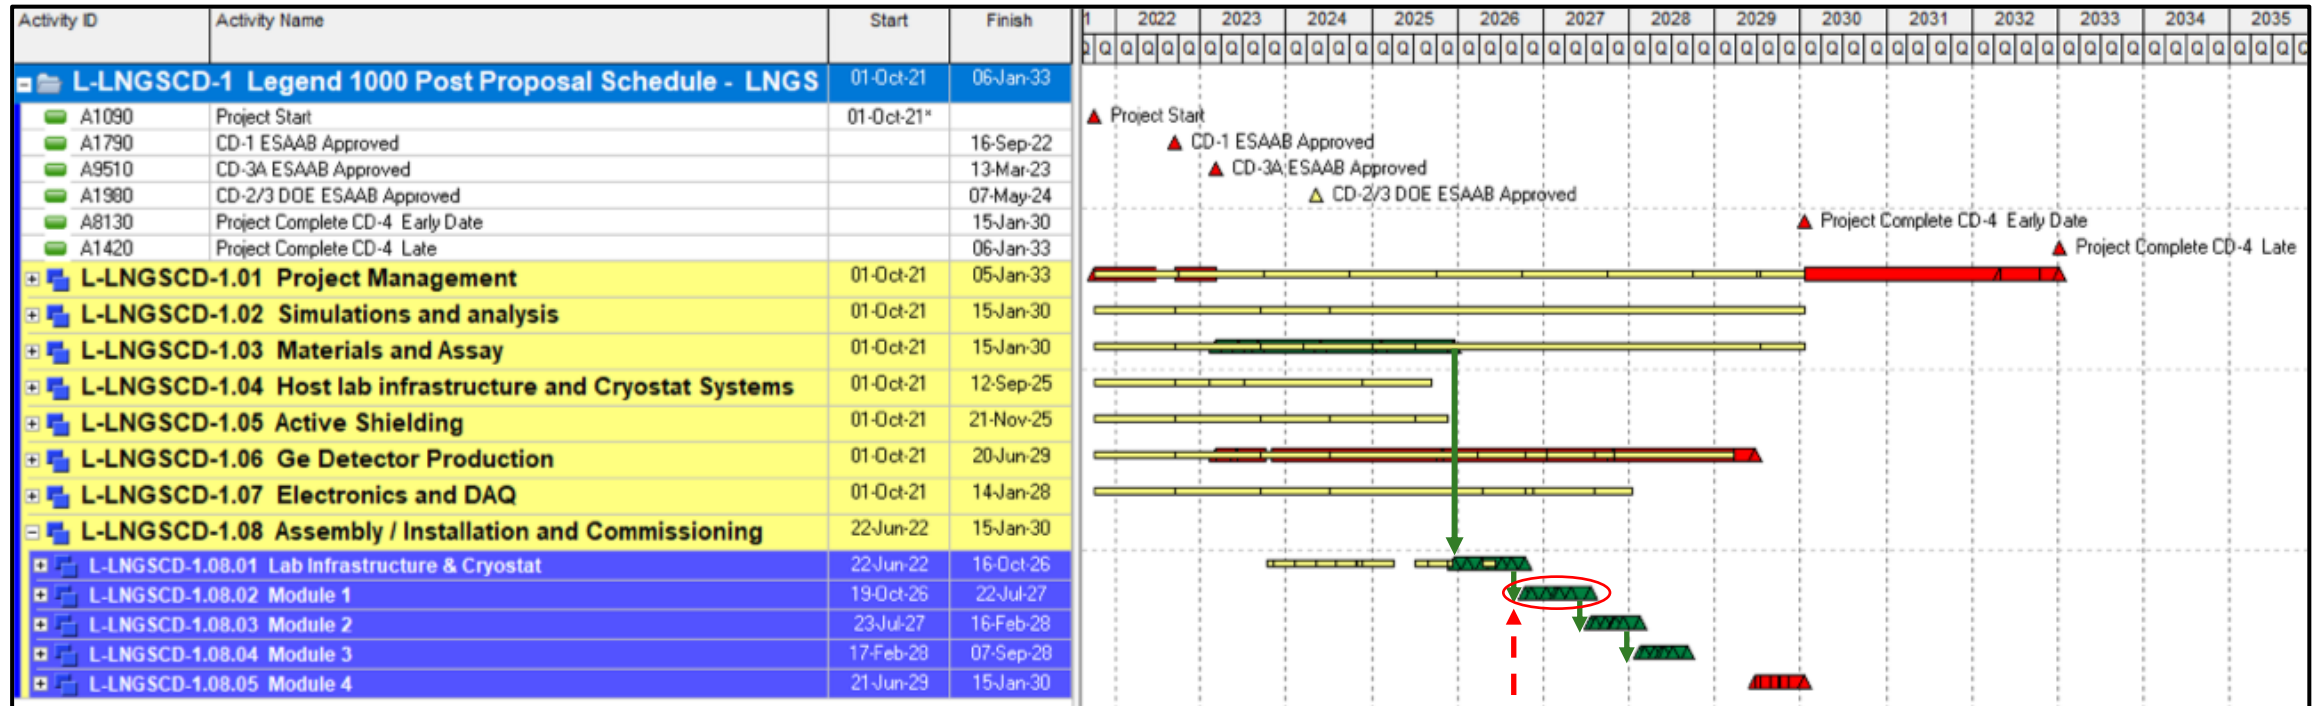 Activity ID Activity Name Start Finish 1 2022 2023 2024 2025 2026 2027 2028 2029 2030 2031 2032 2033 2034 2035
Q Q Q Q Q Q Q Q Q Q Q Q Q Q Q Q Q Q Q Q Q Q Q Q Q Q Q Q Q Q Q Q Q Q Q Q Q Q Q Q Q Q Q Q Q Q Q Q Q Q Q Q Q Q Q Q Q
L-LNGSCD-1 Legend 1000 Post Proposal Schedule - LNGS 01-Oct-21 06-Jan-33
A1090 Project Start 01-Oct-21* Project Start
A1790 CD-1 ESAAB Approved 16-Sep-22 CD-1 ESAAB Approved
A9510 CD-3A ESAAB Approved 13-Mar-23 CD-3A ESAAB Approved
A1980 CD-2/3 DOE ESAAB Approved 07-May-24 CD-2/3 DOE ESAAB Approved
A8130 Project Complete CD-4 Early Date 15-Jan-30 Project Complete CD-4 Early Date
A1420 Project Complete CD-4 Late 06-Jan-33 Project Complete CD-4 Late
L-LNGSCD-1.01 Project Management 01-Oct-21 05-Jan-33
L-LNGSCD-1.02 Simulations and analysis 01-Oct-21 15-Jan-30
L-LNGSCD-1.03 Materials and Assay 01-Oct-21 15-Jan-30
L-LNGSCD-1.04 Host lab infrastructure and Cryostat Systems 01-Oct-21 12-Sep-25
L-LNGSCD-1.05 Active Shielding 01-Oct-21 21-Nov-25
L-LNGSCD-1.06 Ge Detector Production 01-Oct-21 20-Jun-29
L-LNGSCD-1.07 Electronics and DAQ 01-Oct-21 14-Jan-28
L-LNGSCD-1.08 Assembly / Installation and Commissioning 22-Jun-22 15-Jan-30
L-LNGSCD-1.08.01 Lab Infrastructure & Cryostat 22-Jun-22 16-Oct-26
L-LNGSCD-1.08.02 Module 1 19-Oct-26 22-Jul-27
L-LNGSCD-1.08.03 Module 2 23-Jul-27 16-Feb-28
L-LNGSCD-1.08.04 Module 3 17-Feb-28 07-Sep-28
L-LNGSCD-1.08.05 Module 4 21-Jun-29 15-Jan-30